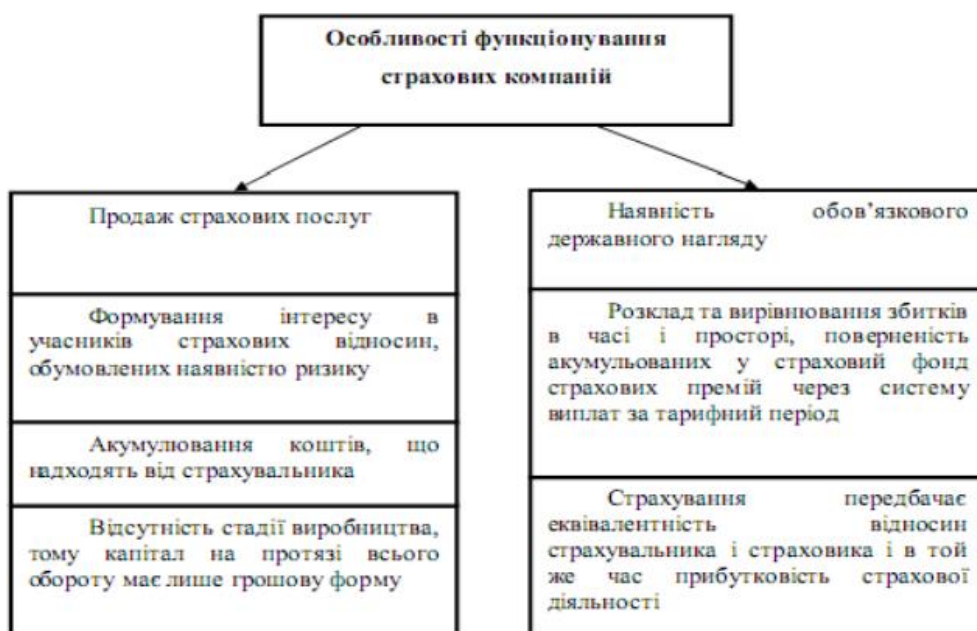 Особливості функціонування
страхових компаній
Продаж страхових послуг
Формування інтересу в
учасників страхових відносин,
обумовлених наявністю ризику
Акумулювання коштів, що
надходять від страхувальника
Відсутність стадії виробництва,
тому капітал на протязі всього
обороту має лише грошову форму
Наявність обов’язкового
державного нагляду
Розклад та вирівнювання збитків
в часі і просторі, поверненість
акумульованих у страховий фонд
страхових премій через систему
виплат за тарифний період
Страхування передбачає
еквівалентність відносин
страхувальника і страховика і в той
же час прибутковість страхової
діяльності